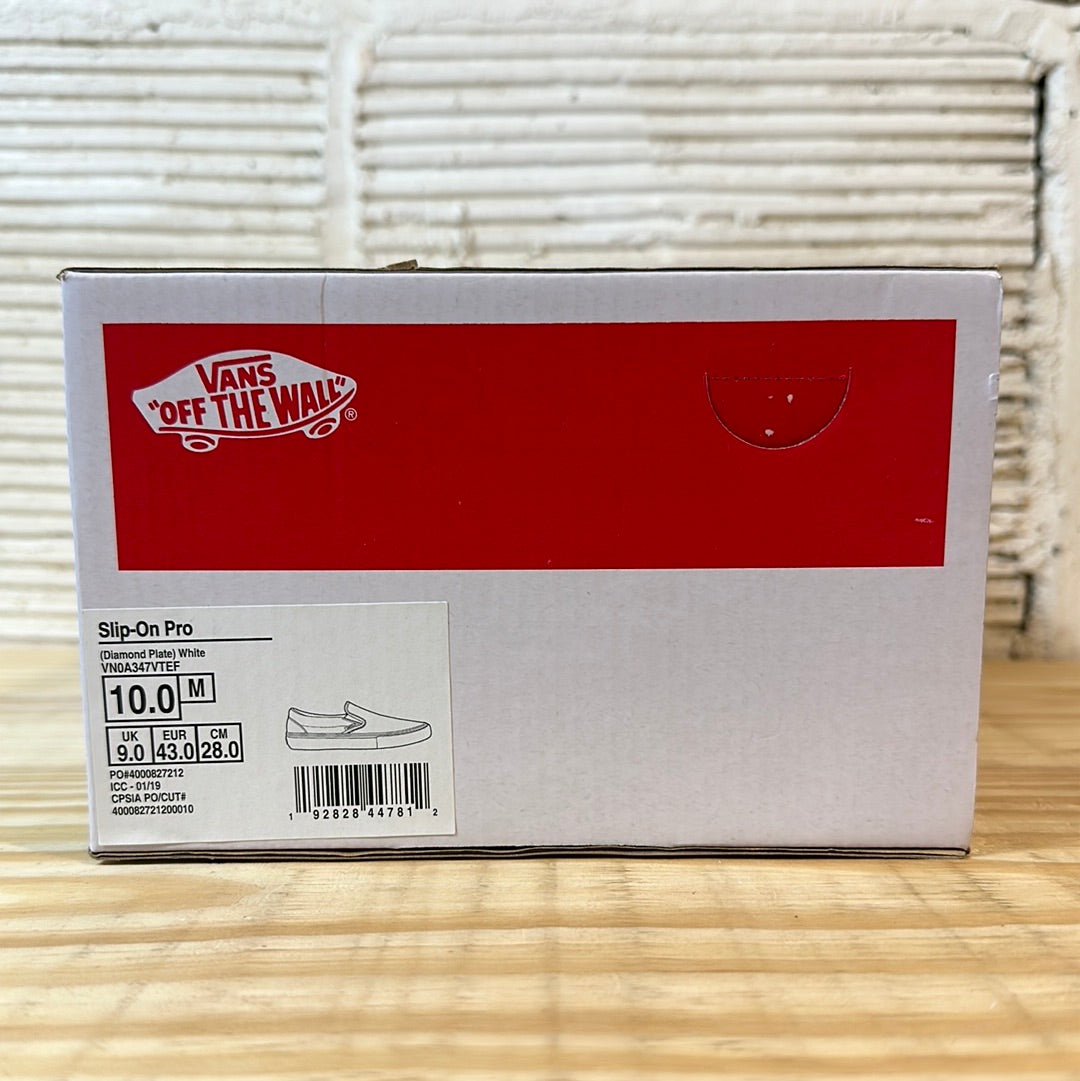 VANS
"OFF THE WALL"
®
Slip-On Pro
(Diamond Plate) White
VN0A347VTEF
10.0 M
UK EUR CM
9.0 43.0 28.0
PO#4000827212
ICC - 01/19
CPSIA PO/CUT#
400082721200010
1 92828 44781 2